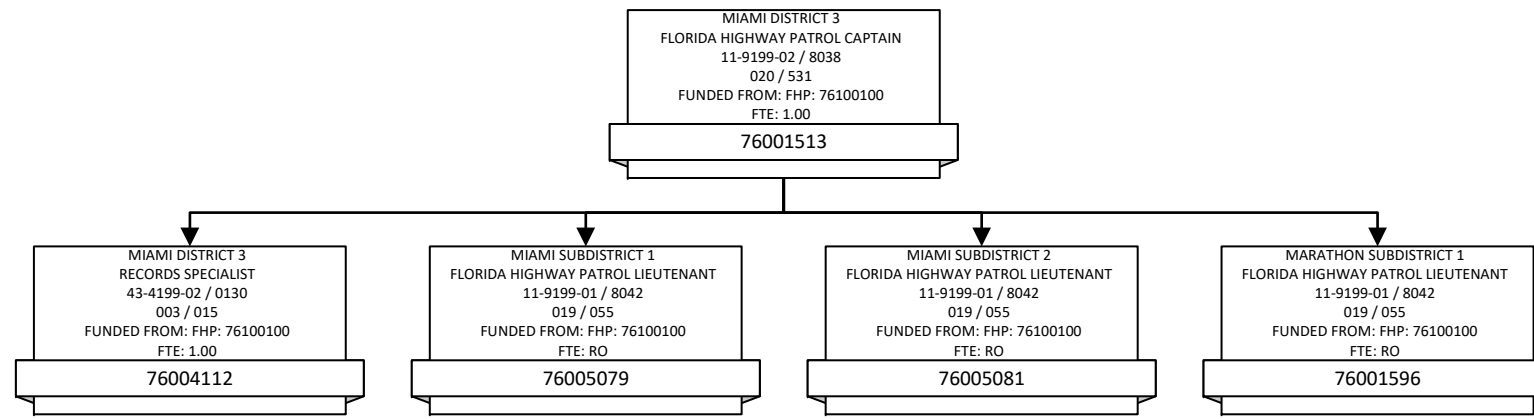 MIAMI DISTRICT 3
FLORIDA HIGHWAY PATROL CAPTAIN
11-9199-02 / 8038
020 / 531
FUNDED FROM: FHP: 76100100
FTE: 1.00
76001513
MIAMI DISTRICT 3
RECORDS SPECIALIST
43-4199-02 / 0130
003 / 015
FUNDED FROM: FHP: 76100100
FTE: 1.00
76004112
MIAMI SUBDISTRICT 1
FLORIDA HIGHWAY PATROL LIEUTENANT
11-9199-01 / 8042
019 / 055
FUNDED FROM: FHP: 76100100
FTE: RO
76005079
MIAMI SUBDISTRICT 2
FLORIDA HIGHWAY PATROL LIEUTENANT
11-9199-01 / 8042
019 / 055
FUNDED FROM: FHP: 76100100
FTE: RO
76005081
MARATHON SUBDISTRICT 1
FLORIDA HIGHWAY PATROL LIEUTENANT
11-9199-01 / 8042
019 / 055
FUNDED FROM: FHP: 76100100
FTE: RO
76001596